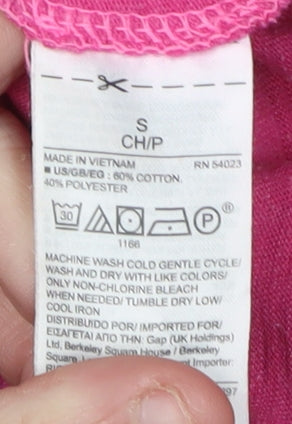 S
CH/P
MADE IN VIETNAM RN 54023
■ US/GB/EG: 60% COTTON.
40% POLYESTER
30 P ®
1166
MACHINE WASH COLD GENTLE CYCLE/
WASH AND DRY WITH LIKE COLORS/
ONLY NON-CHLORINE BLEACH
WHEN NEEDED/ TUMBLE DRY LOW/
COOL IRON
DISTRIBUIDO POR/ IMPORTED FOR/
ΕΙΣΑΓΕΤΑΙ ΑΠΟ ΤΗΝ: Gap (UK Holdings)
Ltd, Berkeley Square House / Berkeley
Square, Importer:
297